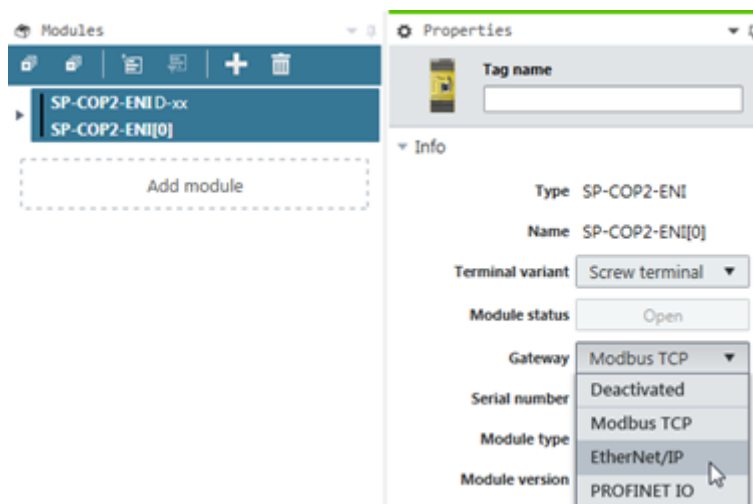 Modules
SP-COP2-ENI D-xx
SP-COP2-ENI[0]
Add module
Properties
Tag name
Info
Type SP-COP2-ENI
Name SP-COP2-ENI[0]
Terminal variant Screw terminal
Module status Open
Gateway Modbus TCP
Deactivated
Serial number
Modbus TCP
Module type
EtherNet/IP
Module version
PROFINET IO